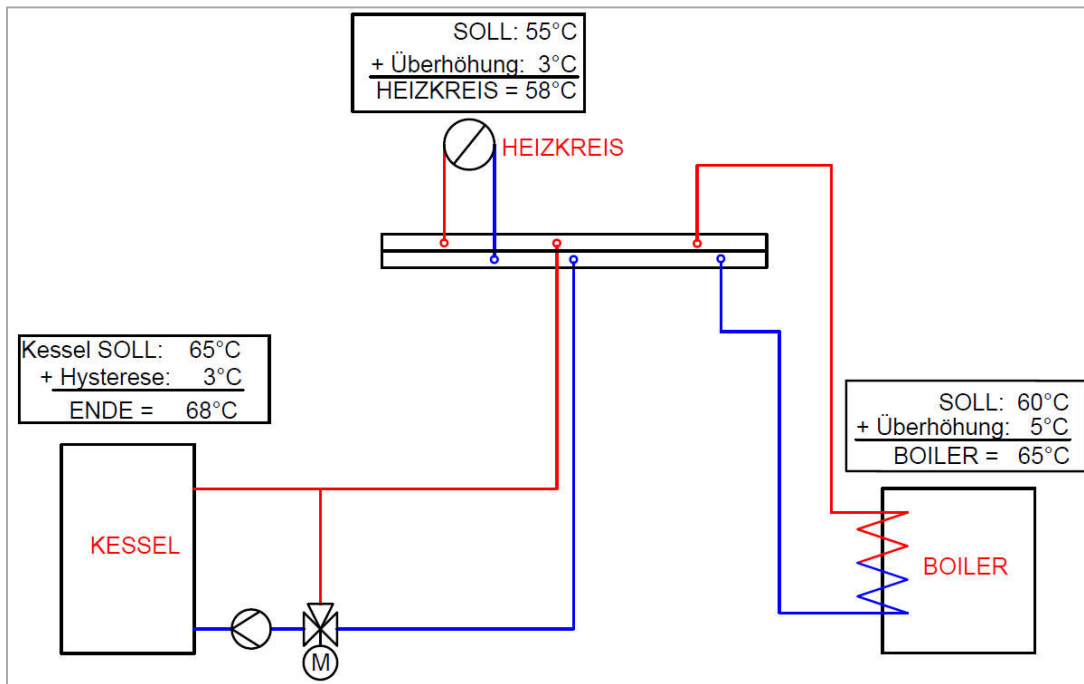 SOLL: 55°C
+ Überhöhung: 3°C
HEIZKREIS = 58°C
HEIZKREIS
Kessel SOLL: 65°C
+ Hysterese: 3°C
ENDE = 68°C
SOLL: 60°C
+ Überhöhung: 5°C
BOILER = 65°C
KESSEL
BOILER
M